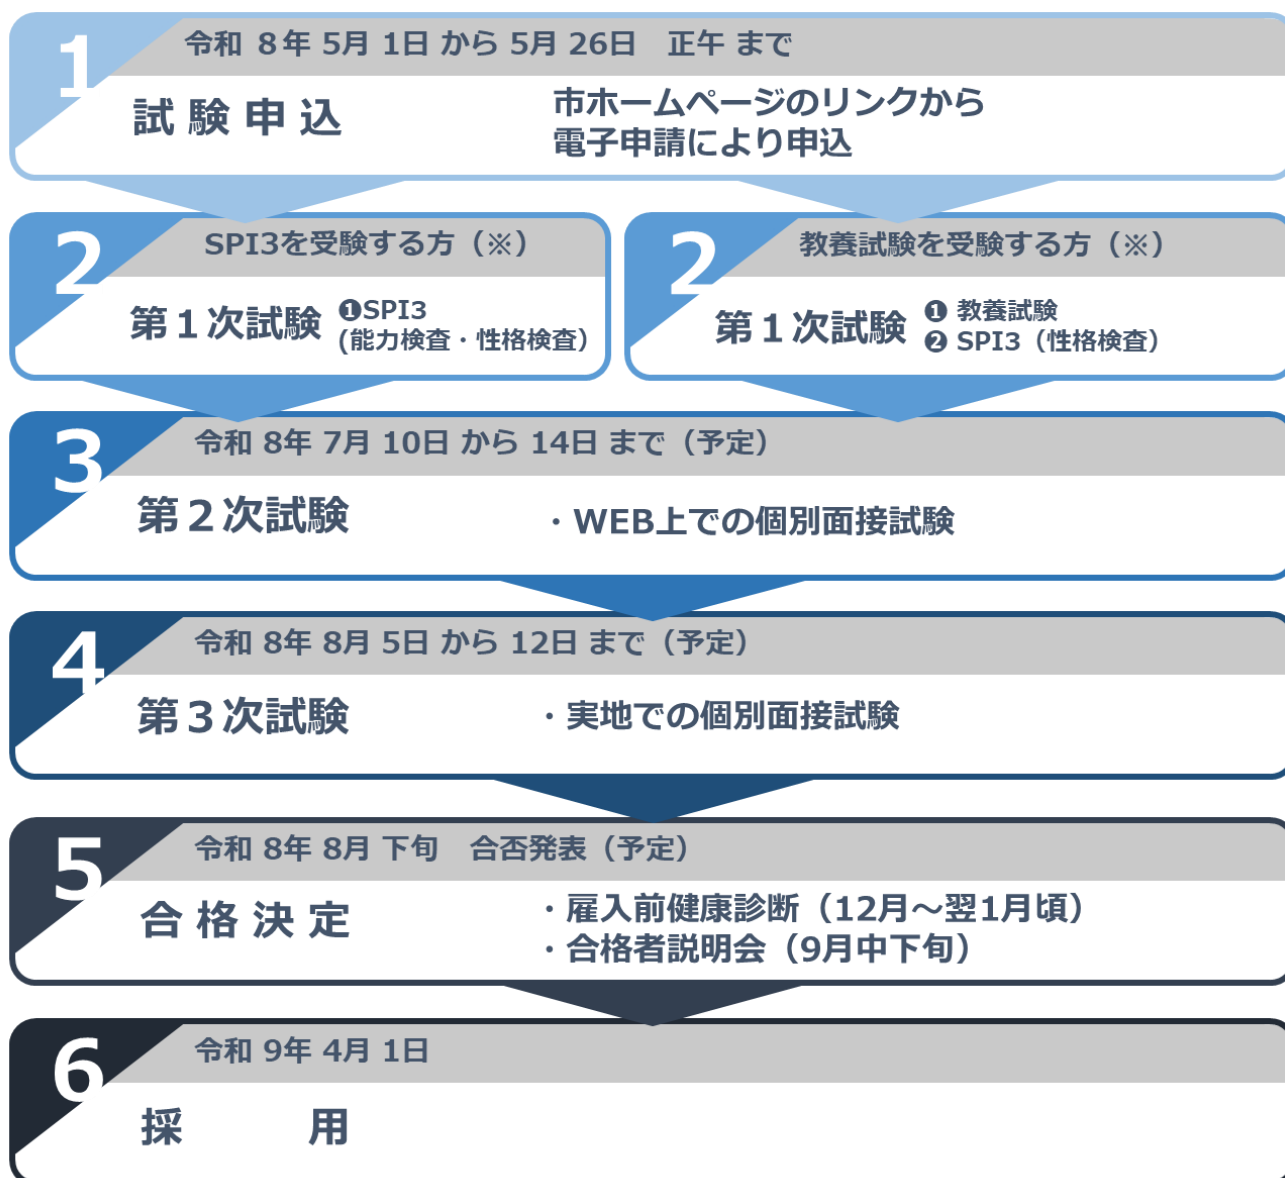 1
令和 8年 5月 1日 から 5月 26日　正午 まで
試 験 申 込
市ホームページのリンクから
電子申請により申込
2
SPI3を受験する方（※）
第１次試験
❶SPI3
(能力検査・性格検査）
2
教養試験を受験する方（※）
第１次試験
❶ 教養試験
❷ SPI3（性格検査）
3
令和 8年 7月 10日 から 14日 まで（予定）
第２次試験
・WEB上での個別面接試験
4
令和 8年 8月 5日 から 12日 まで（予定）
第３次試験
・実地での個別面接試験
5
令和 8年 8月 下旬　合否発表（予定）
合 格 決 定
・雇入前健康診断（12月～翌1月頃）
・合格者説明会（9月中下旬）
6
令和 9年 4月 1日
採　　　用